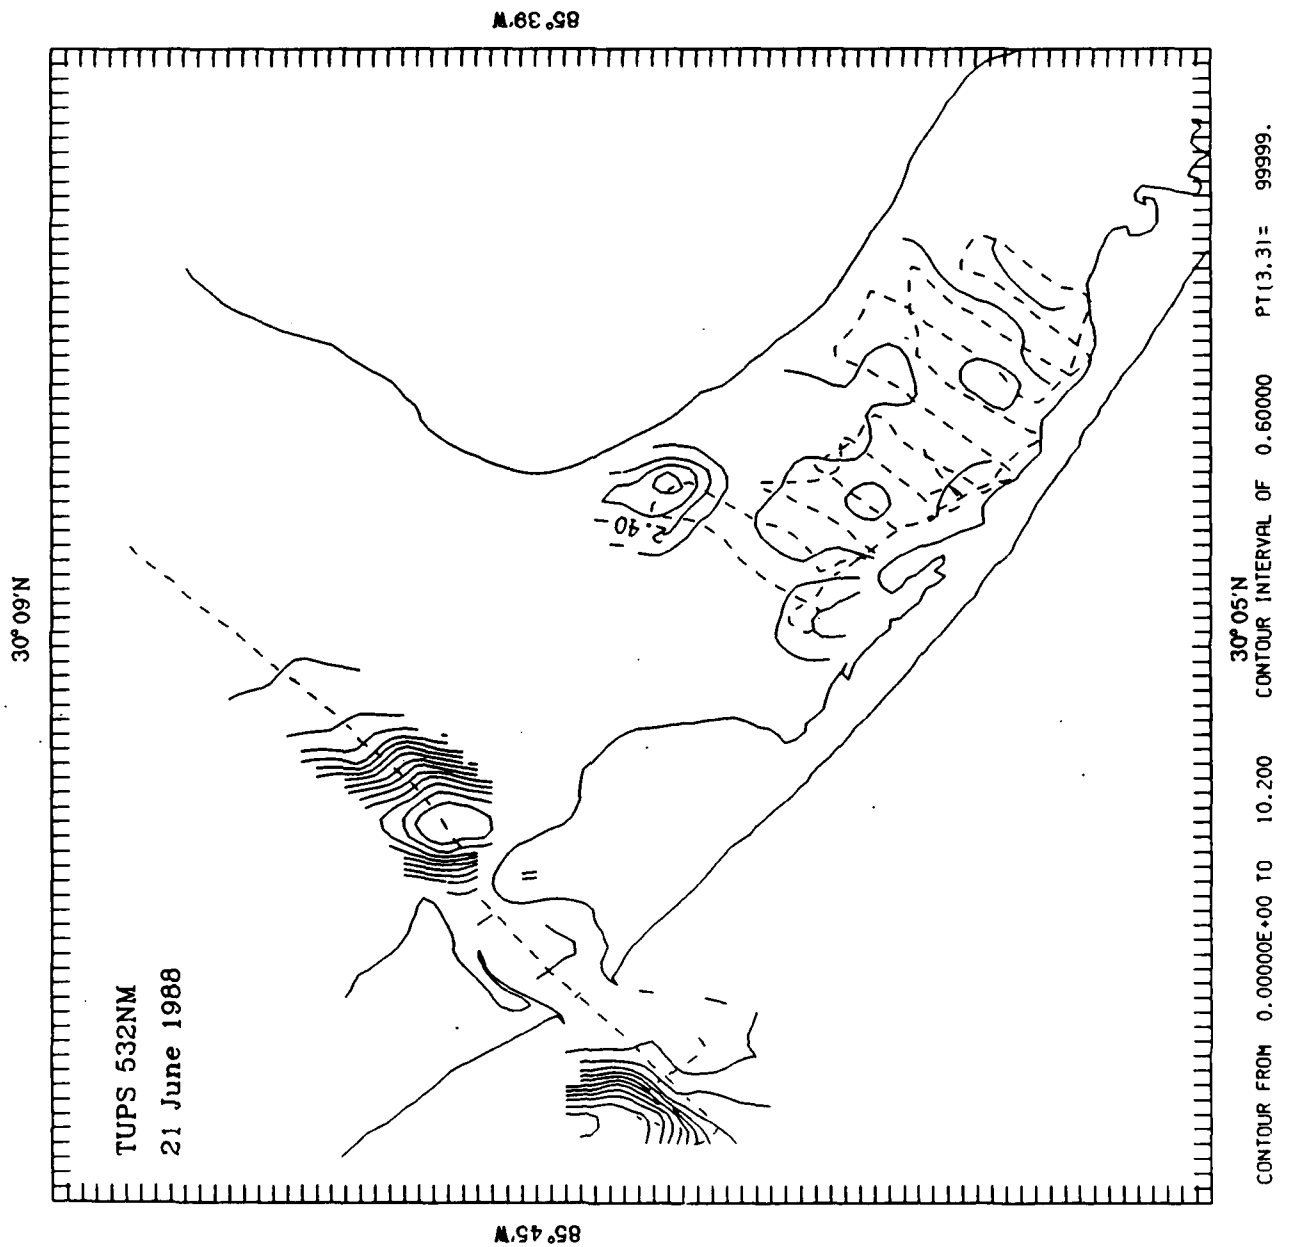 TUPS 532NM
21 June 1988
30° 09'N
85° 39'W
85° 45'W
2.40
30° 05'N
CONTOUR FROM 0.00000E+00 TO 10.200 CONTOUR INTERVAL OF 0.60000 PT(3.3)= 99999.